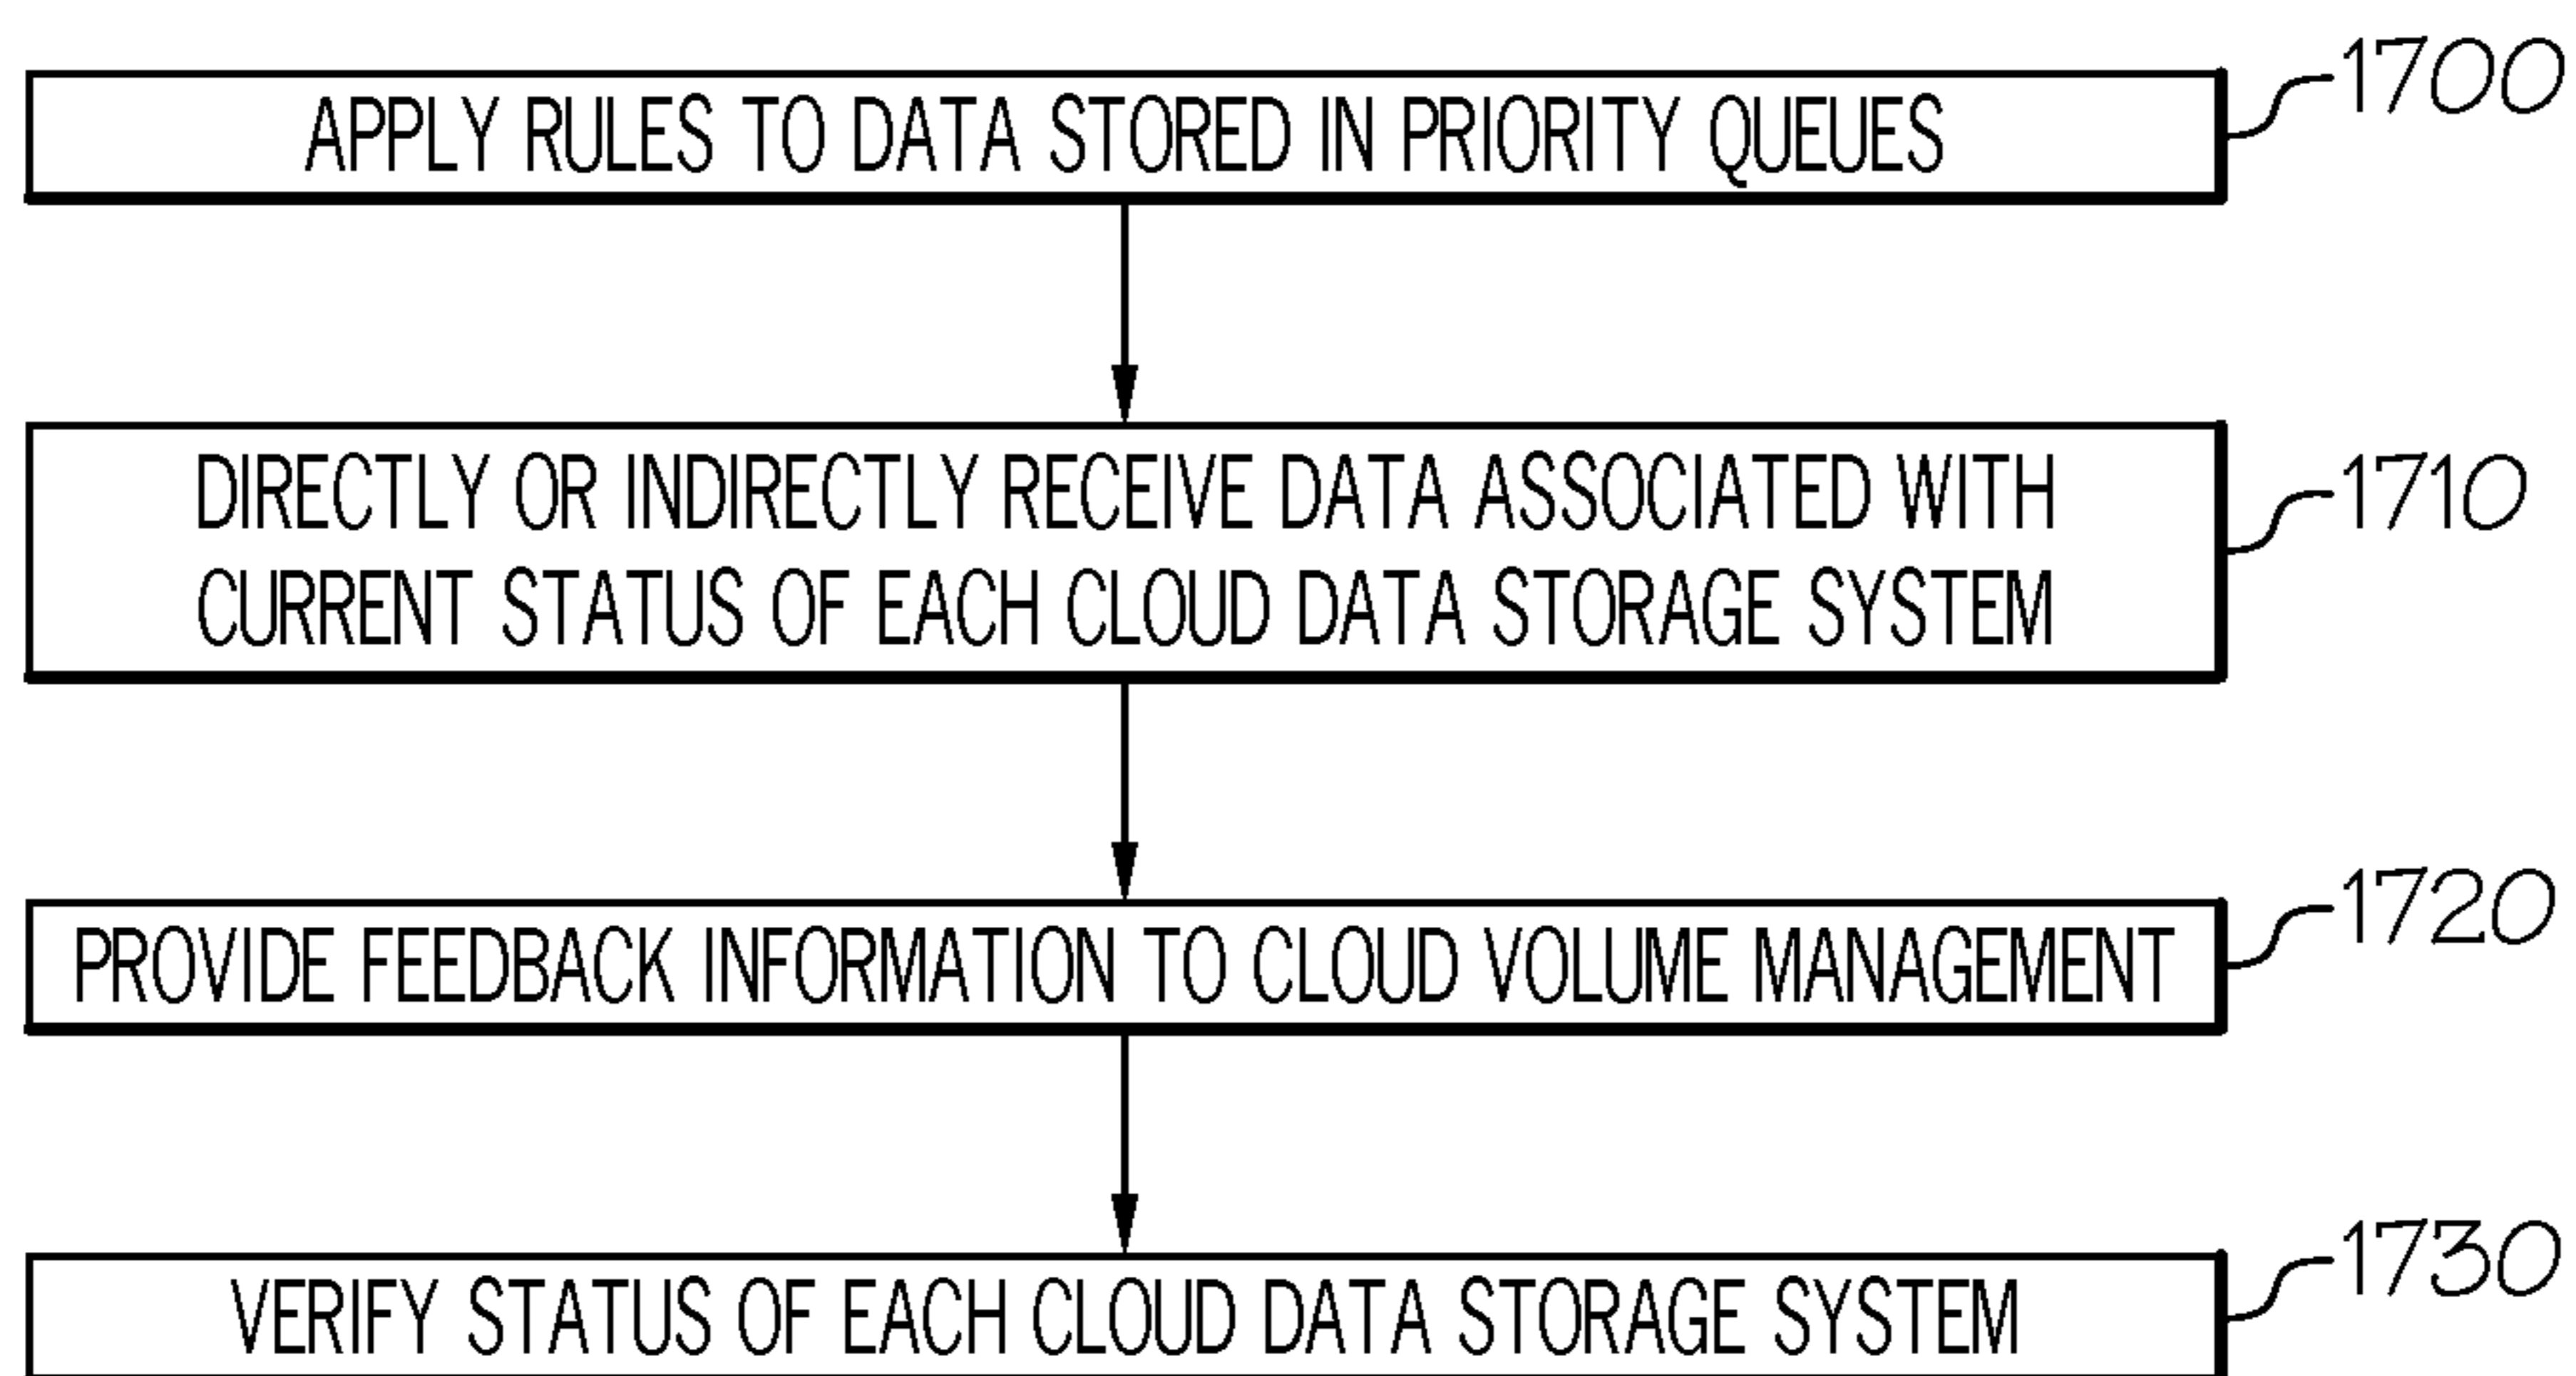 APPLY RULES TO DATA STORED IN PRIORITY QUEUES
1700
DIRECTLY OR INDIRECTLY RECEIVE DATA ASSOCIATED WITH
CURRENT STATUS OF EACH CLOUD DATA STORAGE SYSTEM
1710
PROVIDE FEEDBACK INFORMATION TO CLOUD VOLUME MANAGEMENT
1720
VERIFY STATUS OF EACH CLOUD DATA STORAGE SYSTEM
1730